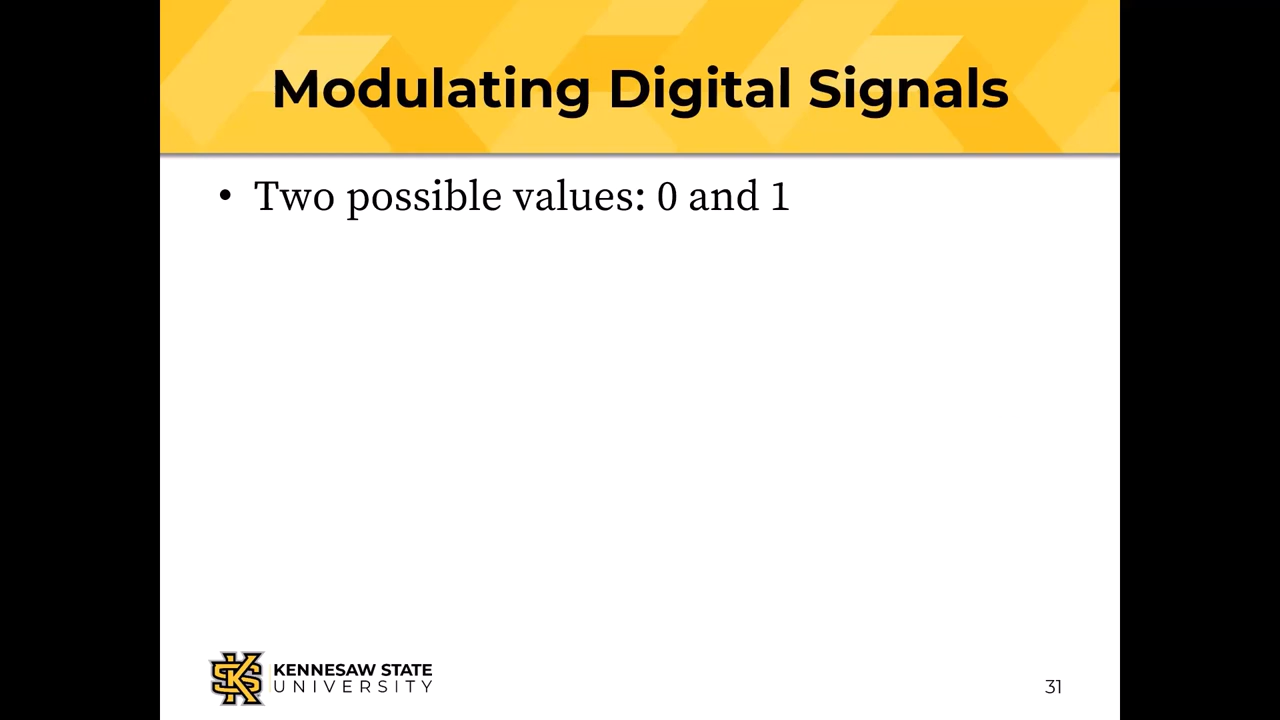 Modulating Digital Signals
• Two possible values: 0 and 1
KENNESAW STATE
UNIVERSITY
31